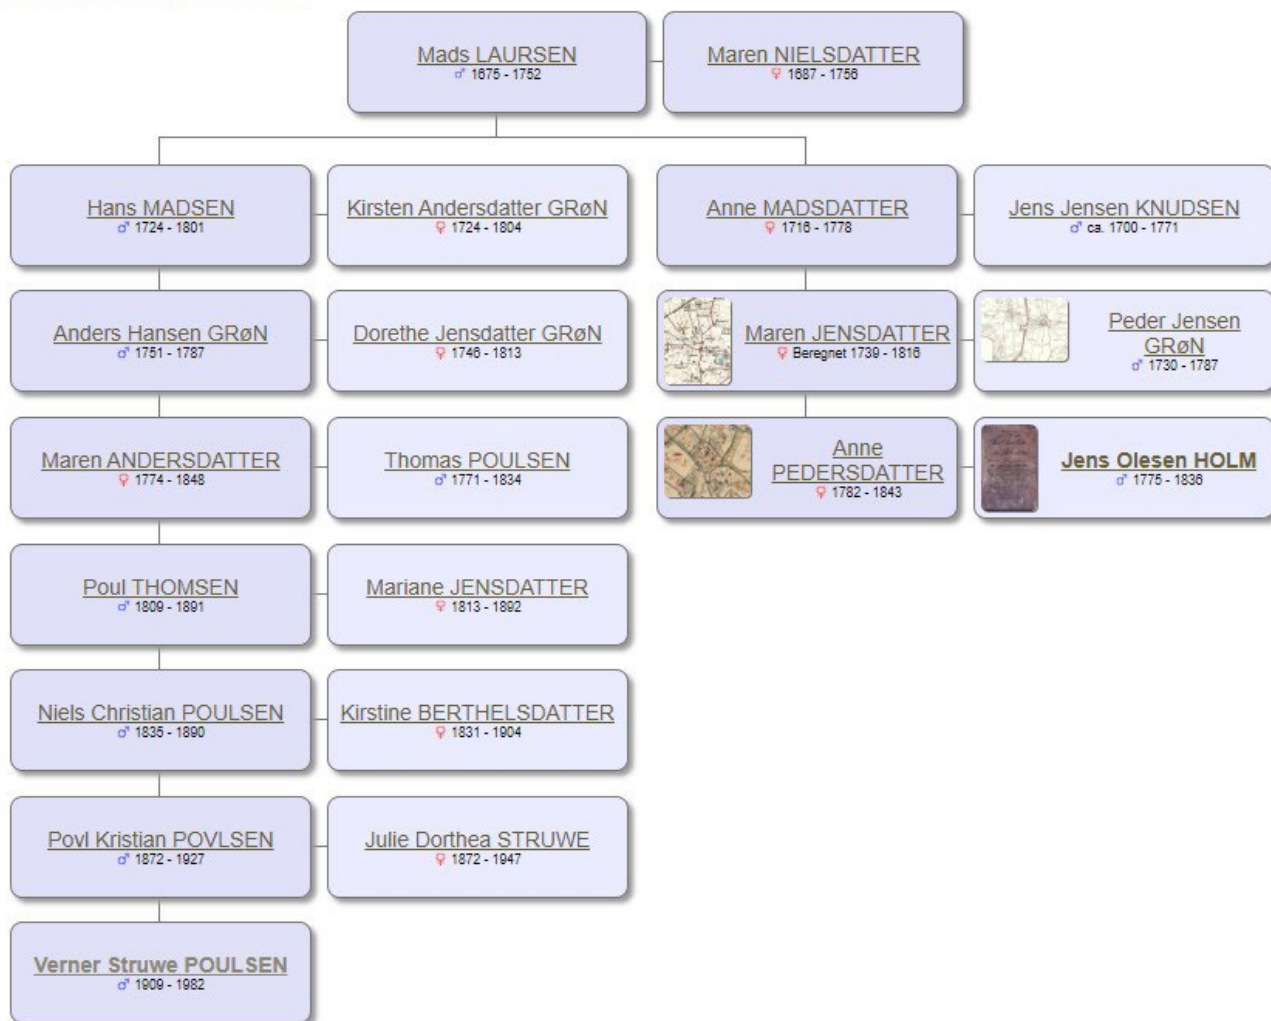 Mads LAURSEN
♂ 1675 - 1752
Maren NIELSDATTER
♀ 1687 - 1756
Hans MADSEN
♂ 1724 - 1801
Kirsten Andersdatter GRøN
♀ 1724 - 1804
Anne MADSDATTER
♀ 1716 - 1778
Jens Jensen KNUDSEN
♂ ca. 1700 - 1771
Anders Hansen GRøN
♂ 1751 - 1787
Dorethe Jensdatter GRøN
♀ 1746 - 1813
Maren JENSDATTER
♀ Beregnet 1739 - 1816
Peder Jensen
GRøN
♂ 1730 - 1787
Maren ANDERSDATTER
♀ 1774 - 1848
Thomas POULSEN
♂ 1771 - 1834
Anne
PEDERSDATTER
♀ 1782 - 1843
Jens Olesen HOLM
♂ 1775 - 1836
Poul THOMSEN
♂ 1809 - 1891
Mariane JENSDATTER
♀ 1813 - 1892
Niels Christian POULSEN
♂ 1835 - 1890
Kirstine BERTHELSDATTER
♀ 1831 - 1904
Povl Kristian POVLSEN
♂ 1872 - 1927
Julie Dorthea STRUWE
♀ 1872 - 1947
Verner Struwe POULSEN
♂ 1909 - 1982